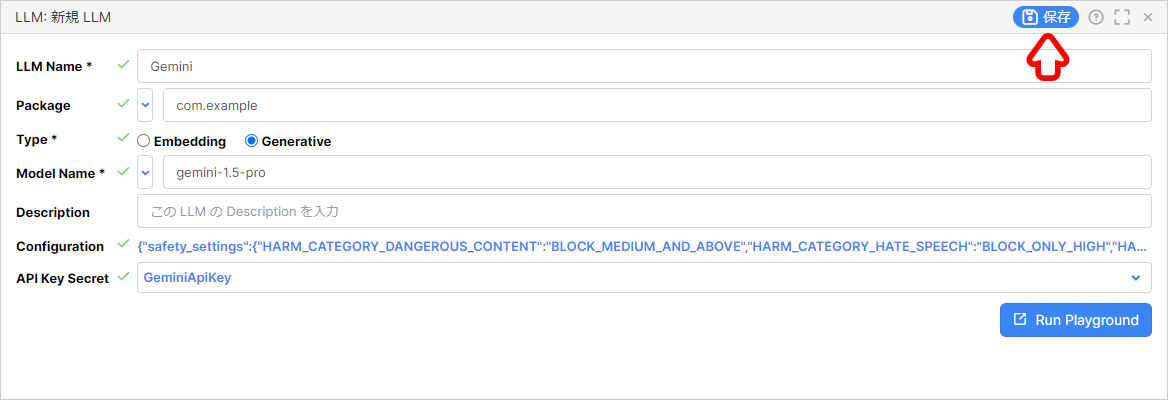 LLM: 新規 LLM
保存
LLM Name *
Gemini
Package
com.example
Type *
Embedding
Generative
Model Name *
gemini-1.5-pro
Description
この LLM の Description を入力
Configuration
{"safety_settings":{"HARM_CATEGORY_DANGEROUS_CONTENT":"BLOCK_MEDIUM_AND_ABOVE","HARM_CATEGORY_HATE_SPEECH":"BLOCK_ONLY_HIGH","HA...
API Key Secret
GeminiApiKey
Run Playground